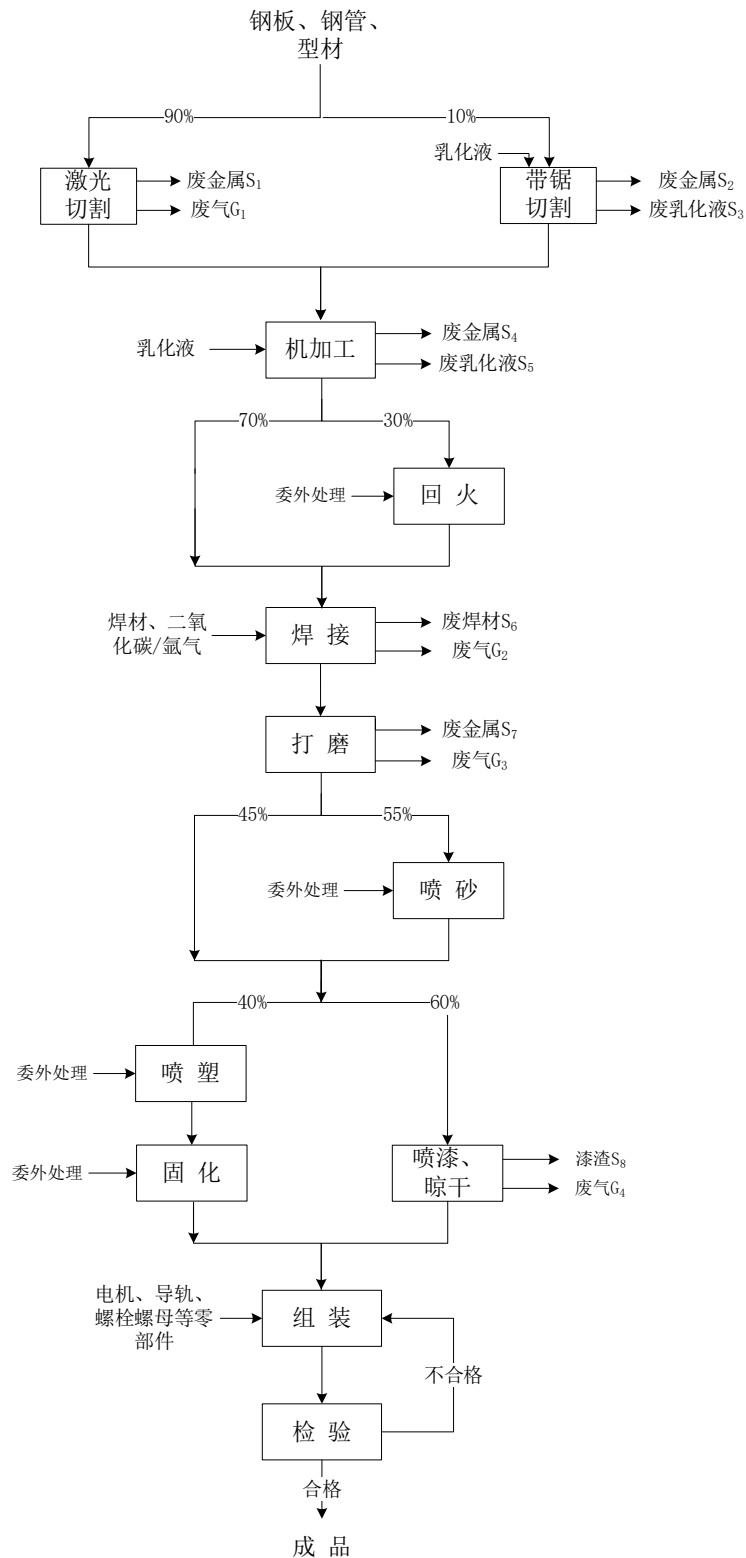 钢板、钢管、
型材
90%
10%
乳化液
激光
切割
废金属S₁
废气G₁
带锯
切割
废金属S₂
废乳化液S₃
乳化液
机加工
废金属S₄
废乳化液S₅
70%
30%
委外处理
回 火
焊材、二氧
化碳/氩气
焊 接
废焊材S₆
废气G₂
打 磨
废金属S₇
废气G₃
45%
55%
委外处理
喷 砂
40%
60%
委外处理
喷 塑
委外处理
固 化
喷漆、
晾干
漆渣S₈
废气G₄
电机、导轨、
螺栓螺母等零
部件
组 装
不合格
检 验
合格
成 品